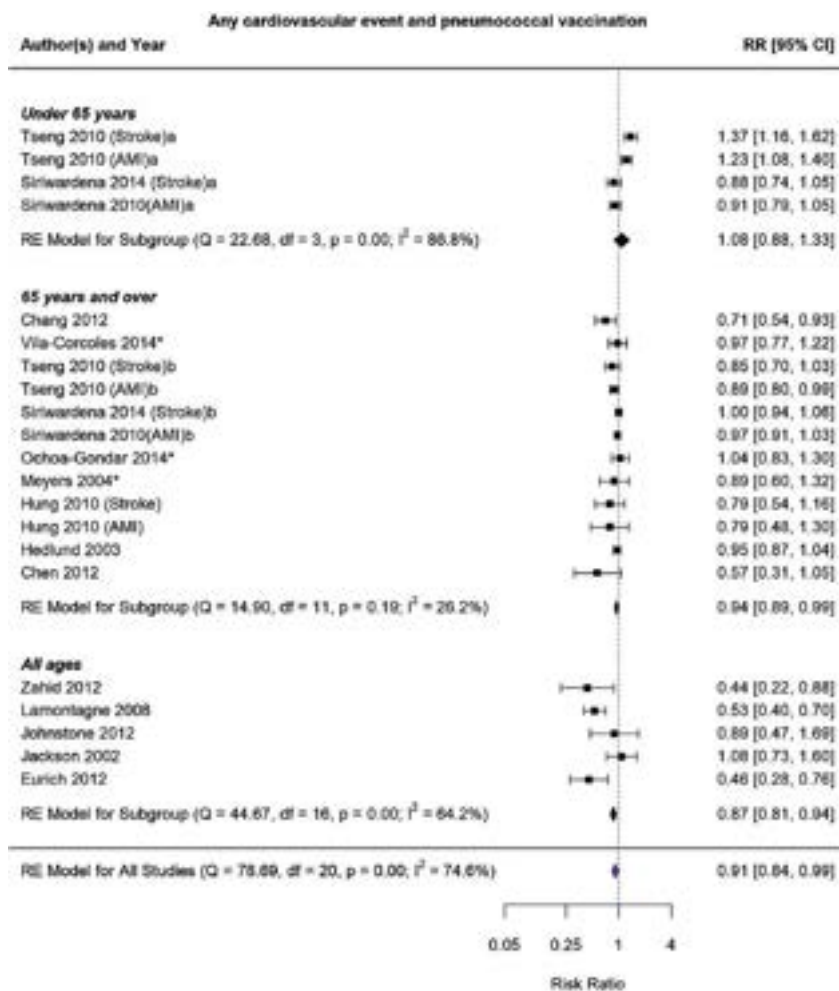 Any cardiovascular event and pneumococcal vaccination
Author(s) and Year RR [95% CI]
Under 65 years
Tseng 2010 (Stroke)a 1.37 [1.16, 1.62]
Tseng 2010 (AMI)a 1.23 [1.08, 1.40]
Siriwardena 2014 (Stroke)a 0.88 [0.74, 1.05]
Siriwardena 2010(AMI)a 0.91 [0.79, 1.05]
RE Model for Subgroup (Q = 22.68, df = 3, p = 0.00; I² = 86.8%) 1.08 [0.88, 1.33]
65 years and over
Chang 2012 0.71 [0.54, 0.93]
Vila-Corcoles 2014* 0.97 [0.77, 1.22]
Tseng 2010 (Stroke)b 0.85 [0.70, 1.03]
Tseng 2010 (AMI)b 0.89 [0.80, 0.99]
Siriwardena 2014 (Stroke)b 1.00 [0.94, 1.06]
Siriwardena 2010(AMI)b 0.97 [0.91, 1.03]
Ochoa-Gondar 2014* 1.04 [0.83, 1.30]
Meyers 2004* 0.89 [0.60, 1.32]
Hung 2010 (Stroke) 0.79 [0.54, 1.16]
Hung 2010 (AMI) 0.79 [0.48, 1.30]
Hedlund 2003 0.95 [0.87, 1.04]
Chen 2012 0.57 [0.31, 1.05]
RE Model for Subgroup (Q = 14.90, df = 11, p = 0.19; I² = 26.2%) 0.94 [0.89, 0.99]
All ages
Zahid 2012 0.44 [0.22, 0.88]
Lamontagne 2008 0.53 [0.40, 0.70]
Johnstone 2012 0.89 [0.47, 1.69]
Jackson 2002 1.08 [0.73, 1.60]
Eurich 2012 0.46 [0.28, 0.76]
RE Model for Subgroup (Q = 44.67, df = 16, p = 0.00; I² = 64.2%) 0.87 [0.81, 0.94]
RE Model for All Studies (Q = 78.69, df = 20, p = 0.00; I² = 74.6%) 0.91 [0.84, 0.99]
0.05 0.25 1 4
Risk Ratio